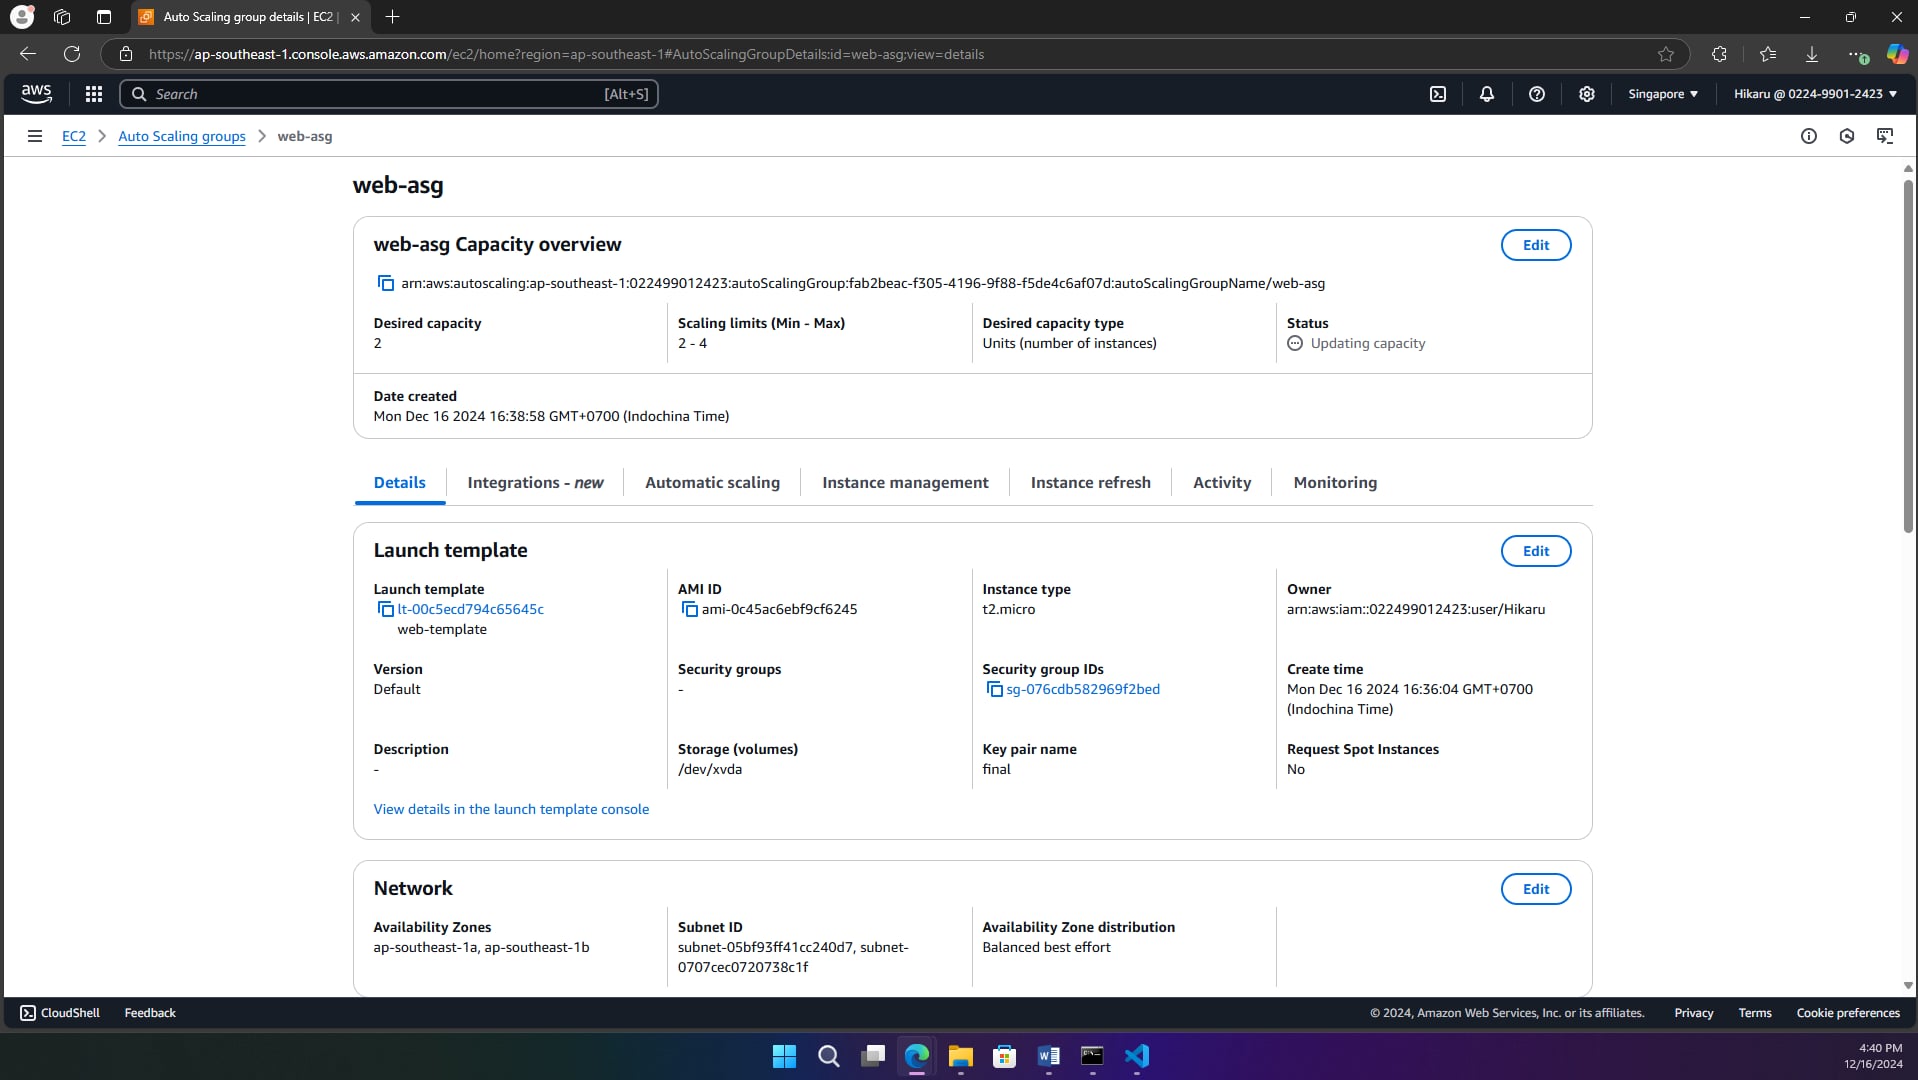 Auto Scaling group details | EC2 |
https://ap-southeast-1.console.aws.amazon.com/ec2/home?region=ap-southeast-1#AutoScalingGroupDetails:id=web-asg;view=details
aws
Search
[Alt+S]
Singapore
Hikaru @ 0224-9901-2423
EC2
Auto Scaling groups
web-asg
web-asg
web-asg Capacity overview
Edit
arn:aws:autoscaling:ap-southeast-1:022499012423:autoScalingGroup:fab2beac-f305-4196-9f88-f5de4c6af07d:autoScalingGroupName/web-asg
Desired capacity
2
Scaling limits (Min - Max)
2 - 4
Desired capacity type
Units (number of instances)
Status
Updating capacity
Date created
Mon Dec 16 2024 16:38:58 GMT+0700 (Indochina Time)
Details
Integrations - new
Automatic scaling
Instance management
Instance refresh
Activity
Monitoring
Launch template
Edit
Launch template
lt-00c5ecd794c65645c
web-template
AMI ID
ami-0c45ac6ebf9cf6245
Instance type
t2.micro
Owner
arn:aws:iam::022499012423:user/Hikaru
Version
Default
Security groups
-
Security group IDs
sg-076cdb582969f2bed
Create time
Mon Dec 16 2024 16:36:04 GMT+0700
(Indochina Time)
Description
-
Storage (volumes)
/dev/xvda
Key pair name
final
Request Spot Instances
No
View details in the launch template console
Network
Edit
Availability Zones
ap-southeast-1a, ap-southeast-1b
Subnet ID
subnet-05bf93ff41cc240d7, subnet-
0707cec0720738c1f
Availability Zone distribution
Balanced best effort
CloudShell
Feedback
© 2024, Amazon Web Services, Inc. or its affiliates.
Privacy
Terms
Cookie preferences
4:40 PM
12/16/2024